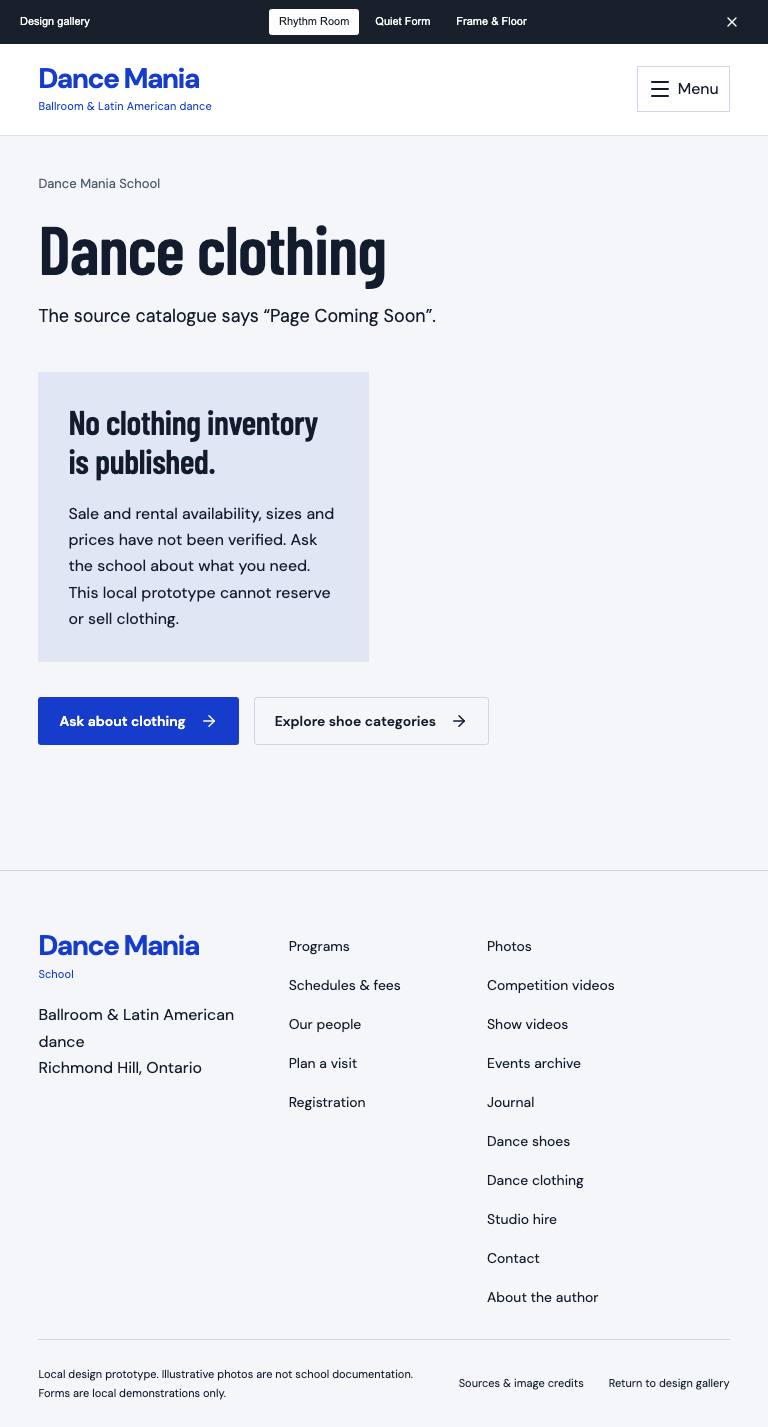 Design gallery
Rhythm Room
Quiet Form
Frame & Floor
Dance Mania
Ballroom & Latin American dance
Menu
Dance Mania School
Dance clothing
The source catalogue says “Page Coming Soon”.
No clothing inventory
is published.
Sale and rental availability, sizes and
prices have not been verified. Ask
the school about what you need.
This local prototype cannot reserve
or sell clothing.
Ask about clothing
Explore shoe categories
Dance Mania
School
Ballroom & Latin American
dance
Richmond Hill, Ontario
Programs
Schedules & fees
Our people
Plan a visit
Registration
Photos
Competition videos
Show videos
Events archive
Journal
Dance shoes
Dance clothing
Studio hire
Contact
About the author
Local design prototype. Illustrative photos are not school documentation.
Forms are local demonstrations only.
Sources & image credits
Return to design gallery